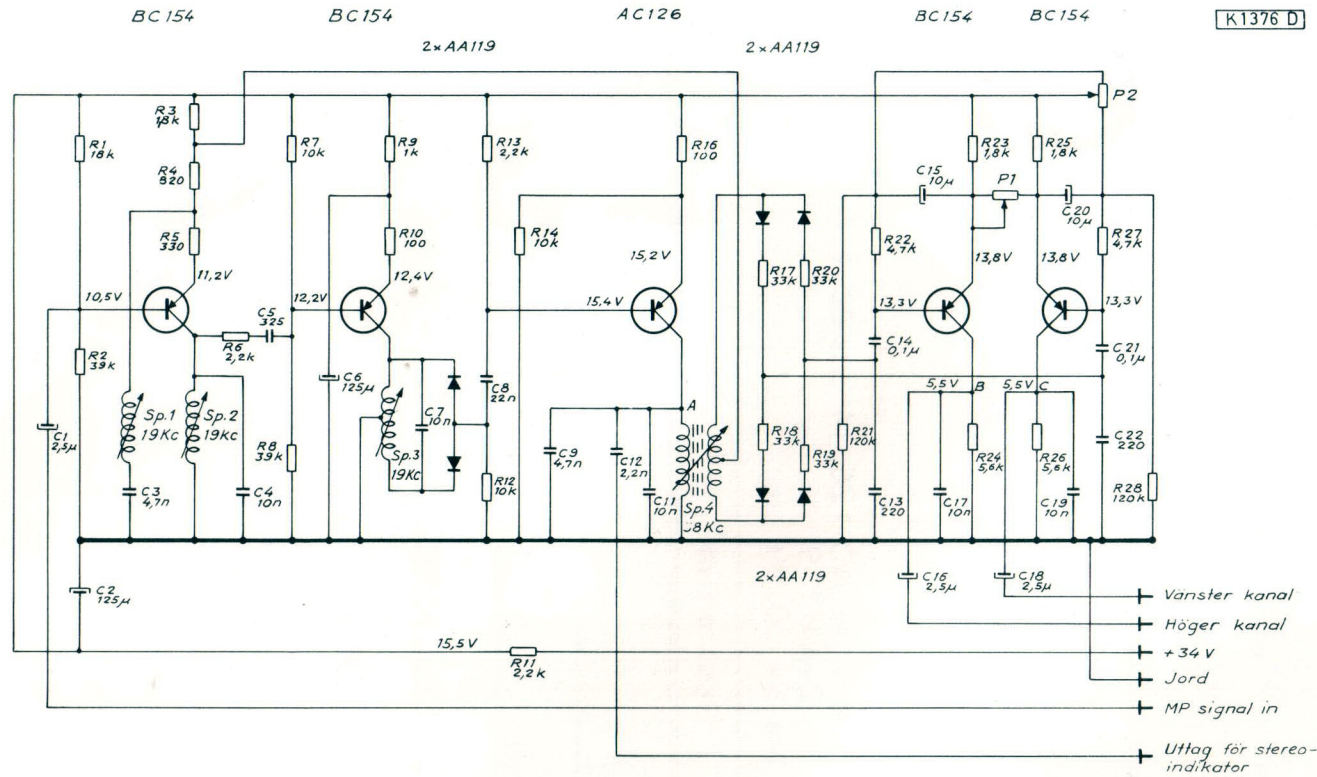 BC154
BC154
AC126
BC154
BC154
K1376 D
2xAA119
2xAA119
P2
R3
1,8k
R1
18k
R4
820
R5
330
R7
10k
R9
1k
R10
100
R13
2,2k
R14
10k
R16
100
R23
1,8k
R25
1,8k
C15
10µ
P1
C20
10µ
R22
4,7k
R27
4,7k
R17
33k
R20
33k
11,2V
10,5V
12,4V
12,2V
15,2V
15,4V
13,8V
13,8V
13,3V
13,3V
C5
325
R6
2,2k
R2
39k
C6
125µ
C7
10n
C8
22n
C14
0,1µ
C21
0,1µ
5,5V
B
5,5V
C
A
Sp.1
19Kc
Sp.2
19Kc
Sp.3
19Kc
Sp.4
38Kc
C1
2,5µ
C3
4,7n
C4
10n
R8
39k
R12
10k
C9
4,7n
C12
2,2n
C11
10n
R18
33k
R19
33k
R21
120k
C13
220
R24
5,6k
C17
10n
R26
5,6k
C19
10n
C22
220
R28
120k
2xAA119
C2
125µ
C16
2,5µ
C18
2,5µ
15,5V
R11
2,2k
Vänster kanal
Höger kanal
+34V
Jord
MP signal in
Uttag för stereo-
indikator